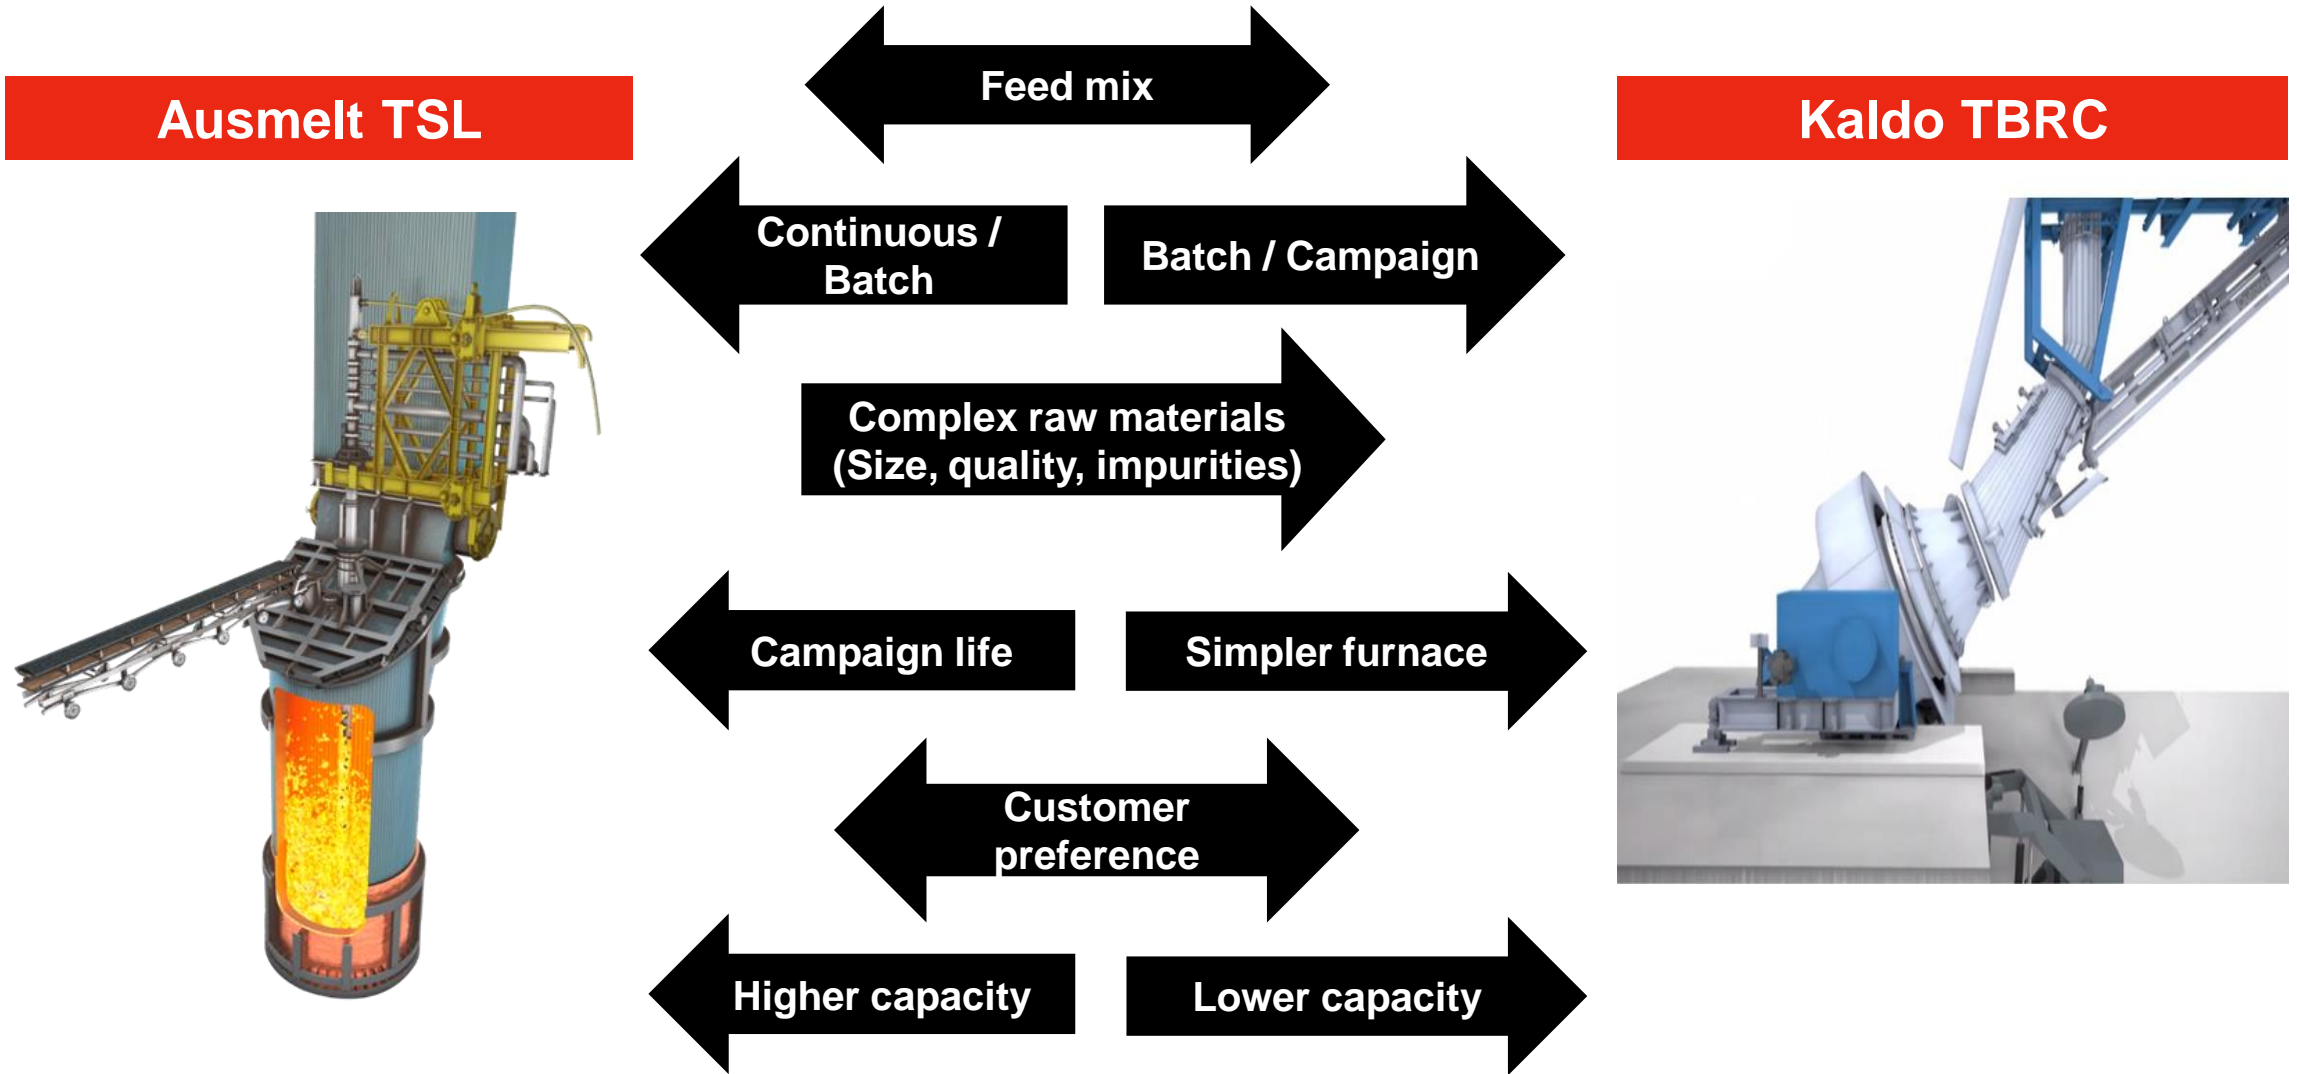 Feed mix
Ausmelt TSL
Kaldo TBRC
Continuous /
Batch
Batch / Campaign
Complex raw materials
(Size, quality, impurities)
Campaign life
Simpler furnace
Customer
preference
Higher capacity
Lower capacity